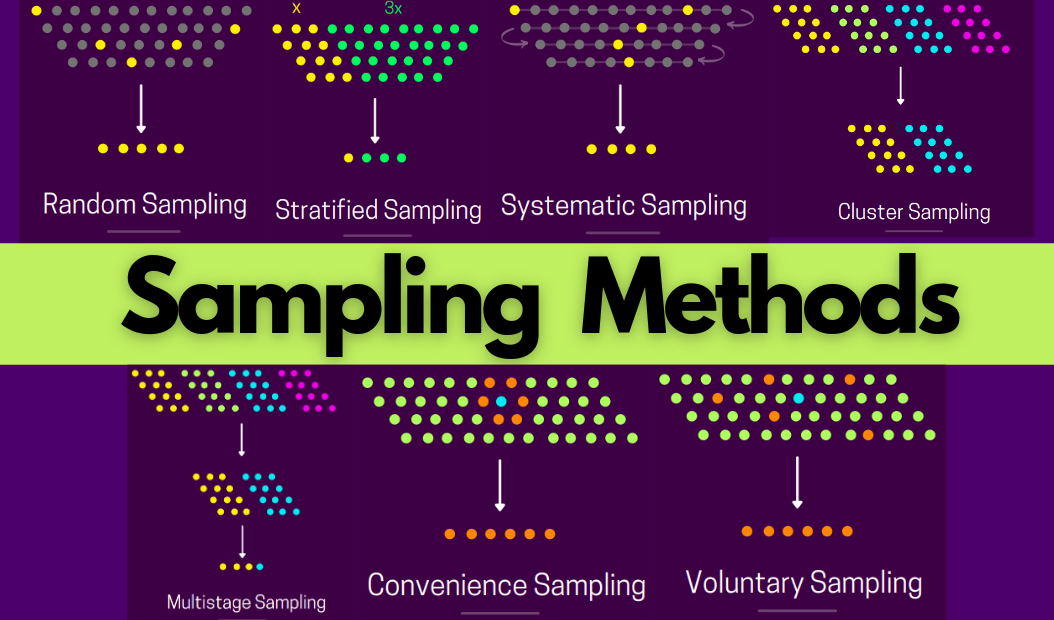 x 3x
Random Sampling
Stratified Sampling
Systematic Sampling
Cluster Sampling
Sampling Methods
Multistage Sampling
Convenience Sampling
Voluntary Sampling